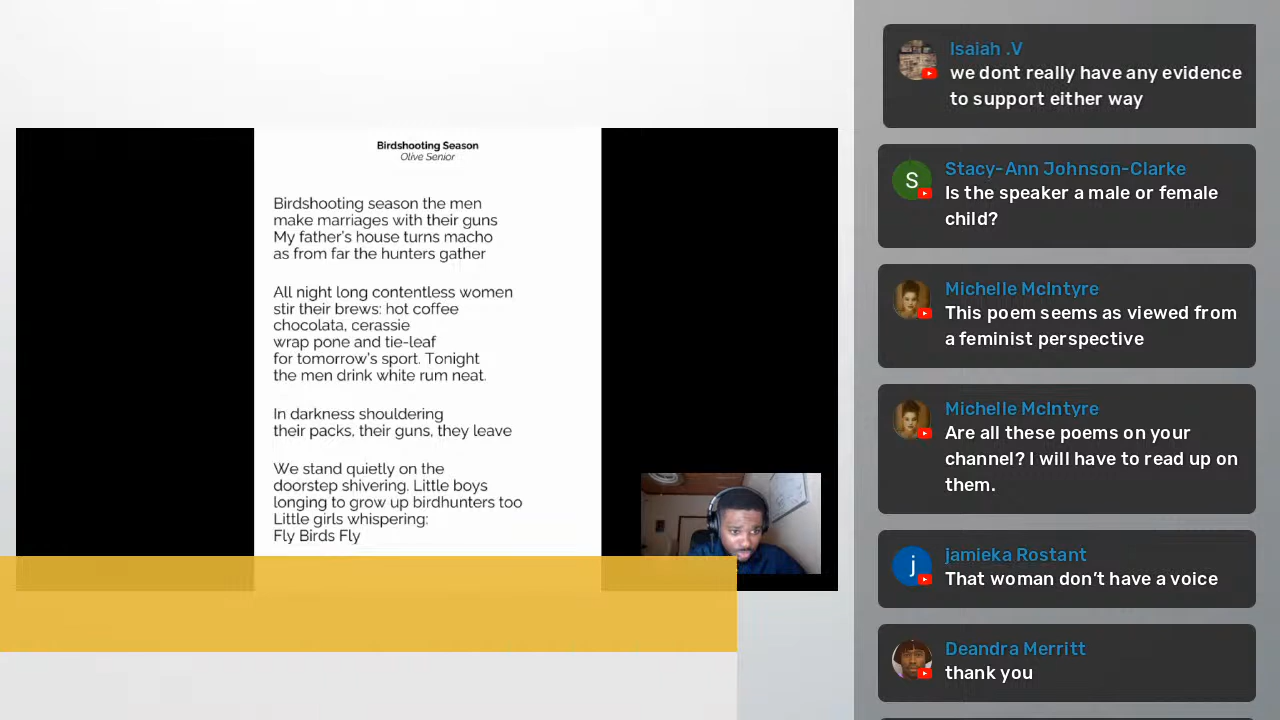 Birdshooting Season
Olive Senior
Birdshooting season the men
make marriages with their guns
My father's house turns macho
as from far the hunters gather
All night long contentless women
stir their brews: hot coffee
chocolata, cerassie
wrap pone and tie-leaf
for tomorrow's sport. Tonight
the men drink white rum neat.
In darkness shouldering
their packs, their guns, they leave
We stand quietly on the
doorstep shivering. Little boys
longing to grow up birdhunters too
Little girls whispering:
Fly Birds Fly
Isaiah .V
we dont really have any evidence
to support either way
S
Stacy-Ann Johnson-Clarke
Is the speaker a male or female
child?
Michelle McIntyre
This poem seems as viewed from
a feminist perspective
Michelle McIntyre
Are all these poems on your
channel? I will have to read up on
them.
j
jamieka Rostant
That woman don’t have a voice
Deandra Merritt
thank you